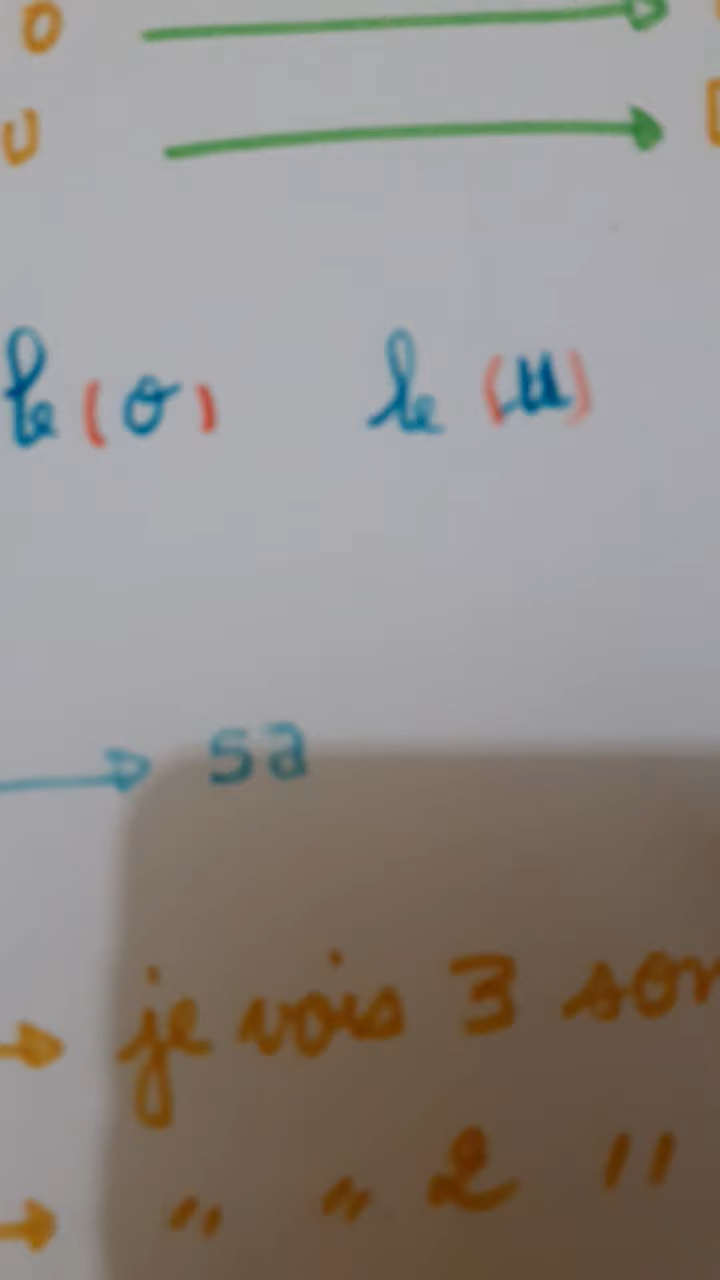 o
u
le (o) le (u)
sa
je vois 3
" " 2 "